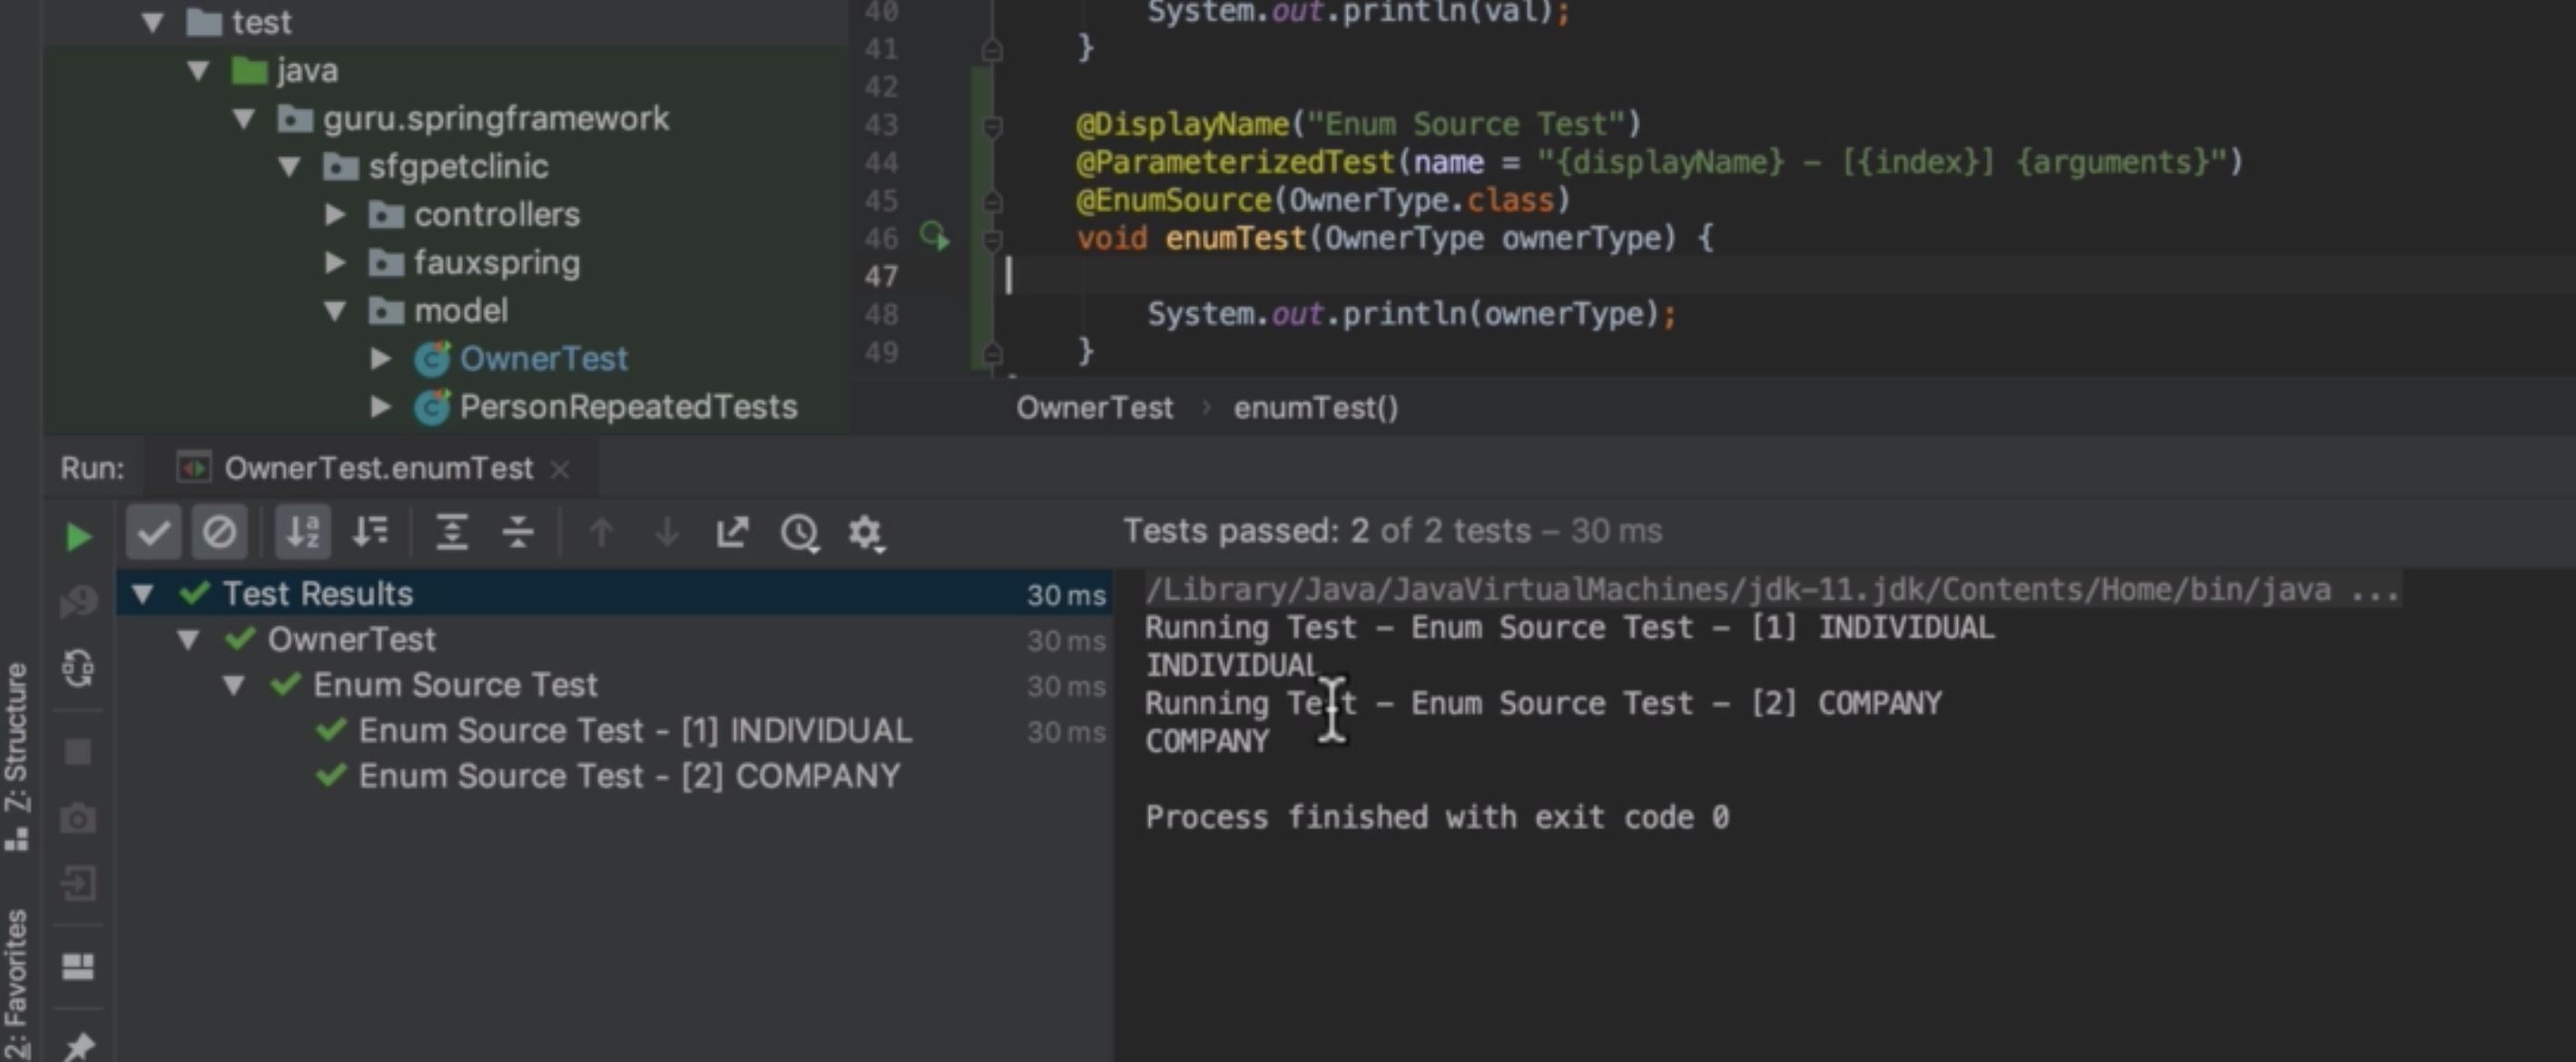 test
java
guru.springframework
sfgpetclinic
controllers
fauxspring
model
OwnerTest
PersonRepeatedTests
40 System.out.println(val);
41 }
42
43 @DisplayName("Enum Source Test")
44 @ParameterizedTest(name = "{displayName} - [{index}] {arguments}")
45 @EnumSource(OwnerType.class)
46 void enumTest(OwnerType ownerType) {
47
48 System.out.println(ownerType);
49 }
OwnerTest › enumTest()
Run: OwnerTest.enumTest ×
Tests passed: 2 of 2 tests – 30 ms
Test Results 30 ms
OwnerTest 30 ms
Enum Source Test 30 ms
Enum Source Test - [1] INDIVIDUAL 30 ms
Enum Source Test - [2] COMPANY
/Library/Java/JavaVirtualMachines/jdk-11.jdk/Contents/Home/bin/java ...
Running Test - Enum Source Test - [1] INDIVIDUAL
INDIVIDUAL
Running Test - Enum Source Test - [2] COMPANY
COMPANY
Process finished with exit code 0
Z: Structure
2: Favorites